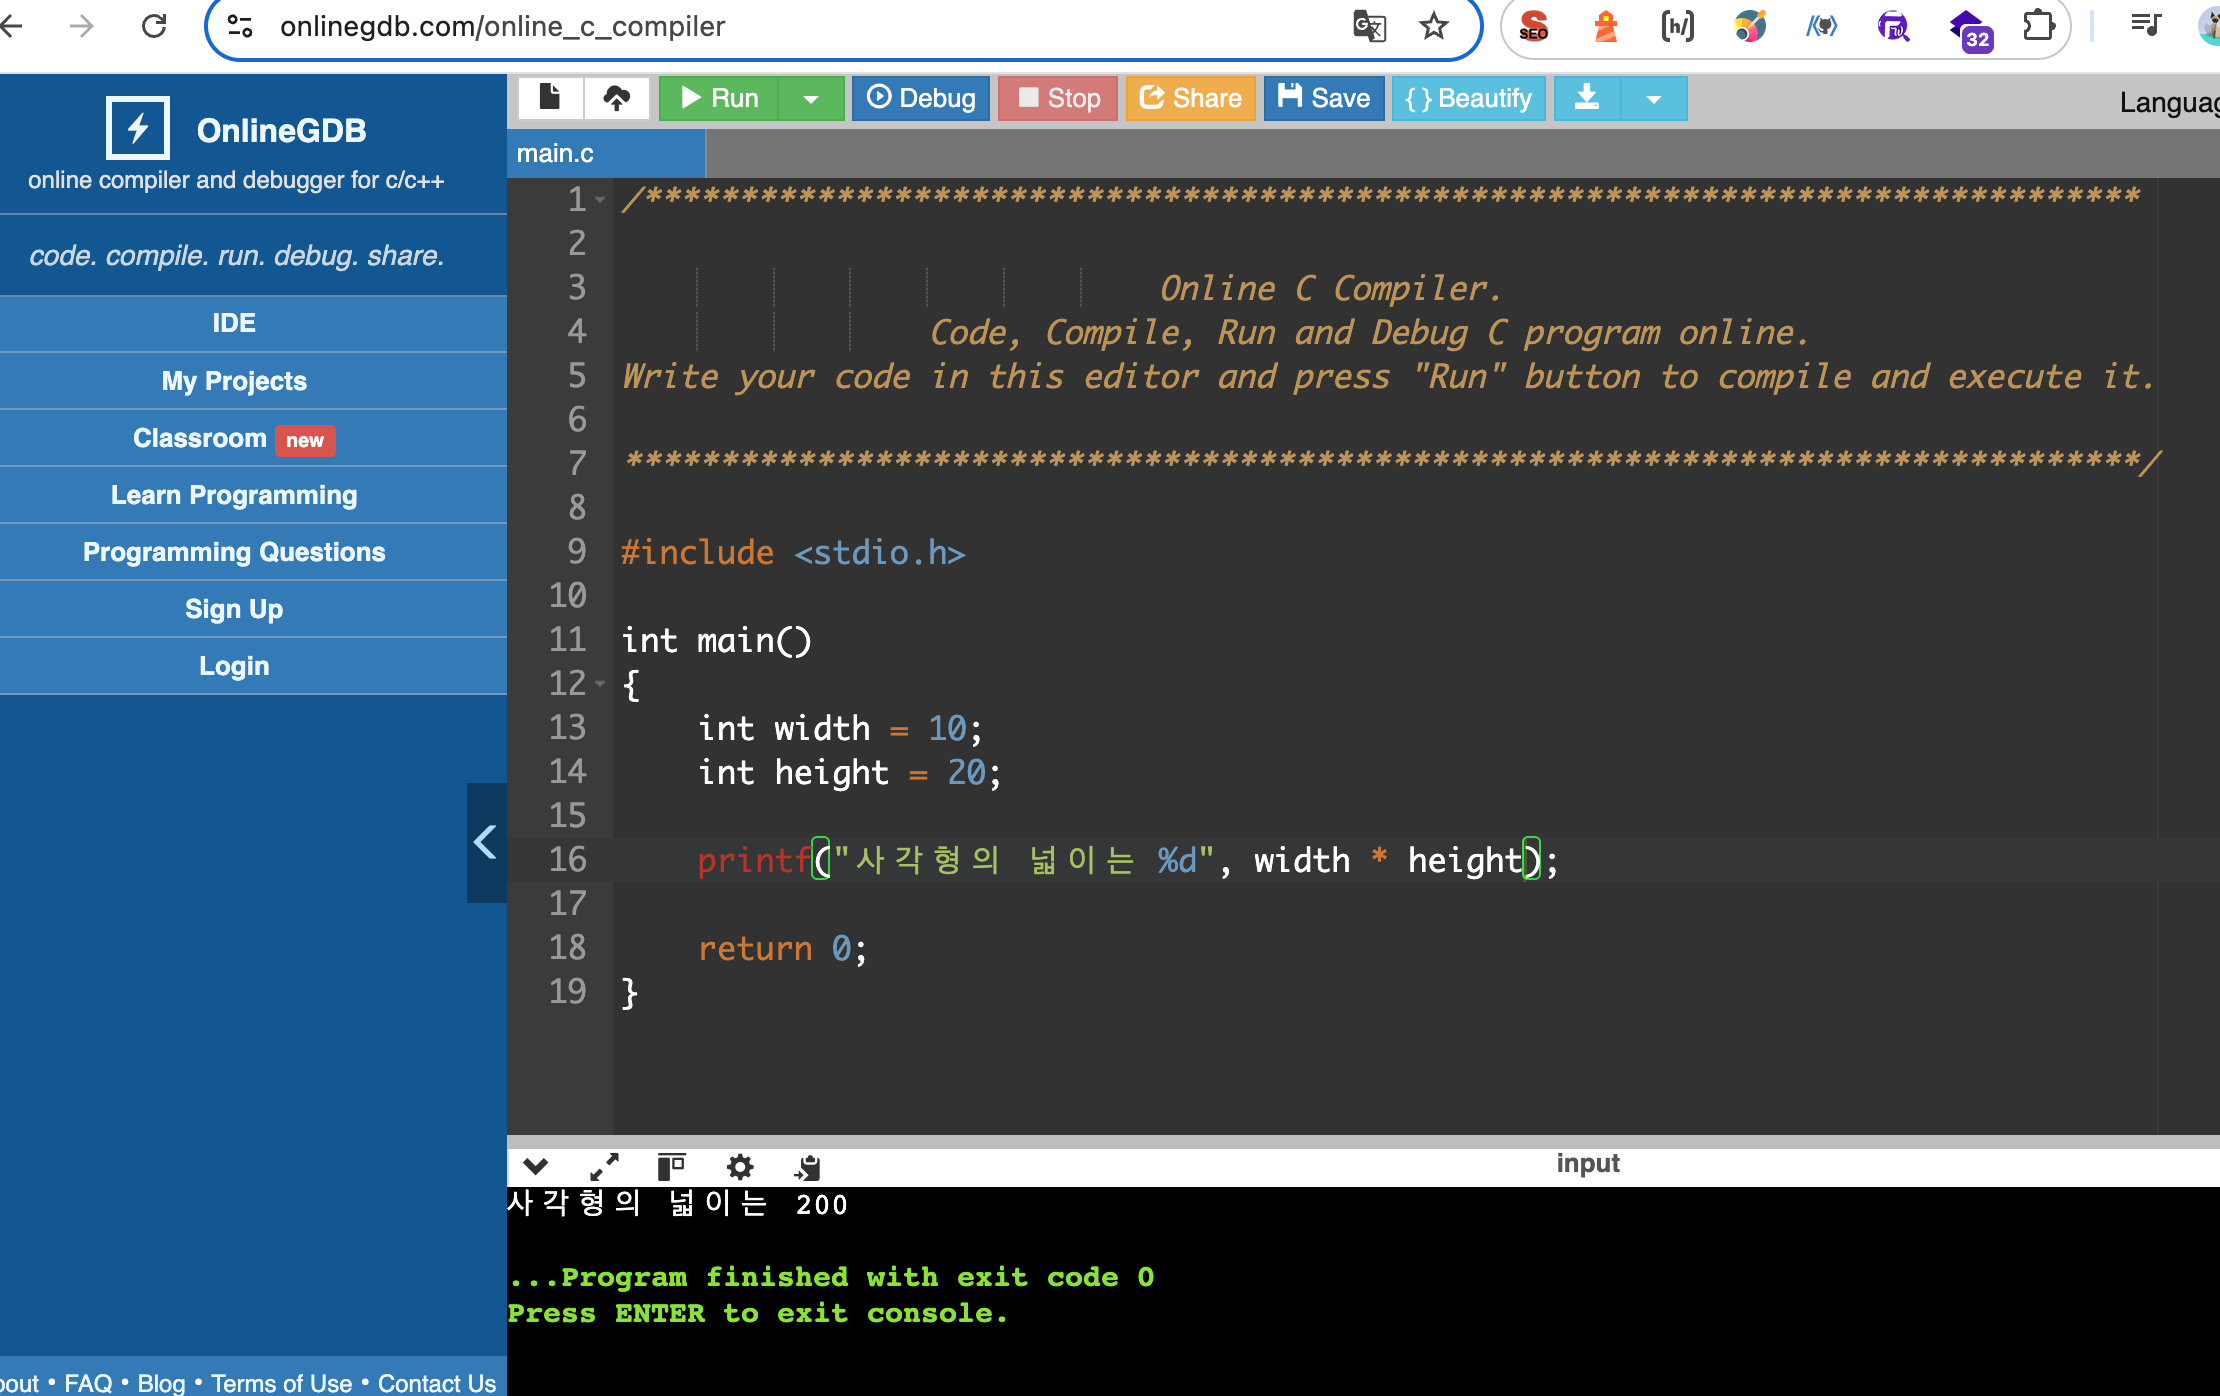 onlinegdb.com/online_c_compiler
SEO
[h/]
32
OnlineGDB
online compiler and debugger for c/c++
code. compile. run. debug. share.
IDE
My Projects
Classroom new
Learn Programming
Programming Questions
Sign Up
Login
Run
Debug
Stop
Share
Save
{ } Beautify
main.c
1 /******************************************************************************
2
3 Online C Compiler.
4 Code, Compile, Run and Debug C program online.
5 Write your code in this editor and press "Run" button to compile and execute it.
6
7 *******************************************************************************/
8
9 #include <stdio.h>
10
11 int main()
12 {
13 int width = 10;
14 int height = 20;
15
16 printf("사각형의 넓이는 %d", width * height);
17
18 return 0;
19 }
input
사각형의 넓이는 200
...Program finished with exit code 0
Press ENTER to exit console.
• FAQ • Blog • Terms of Use • Contact Us